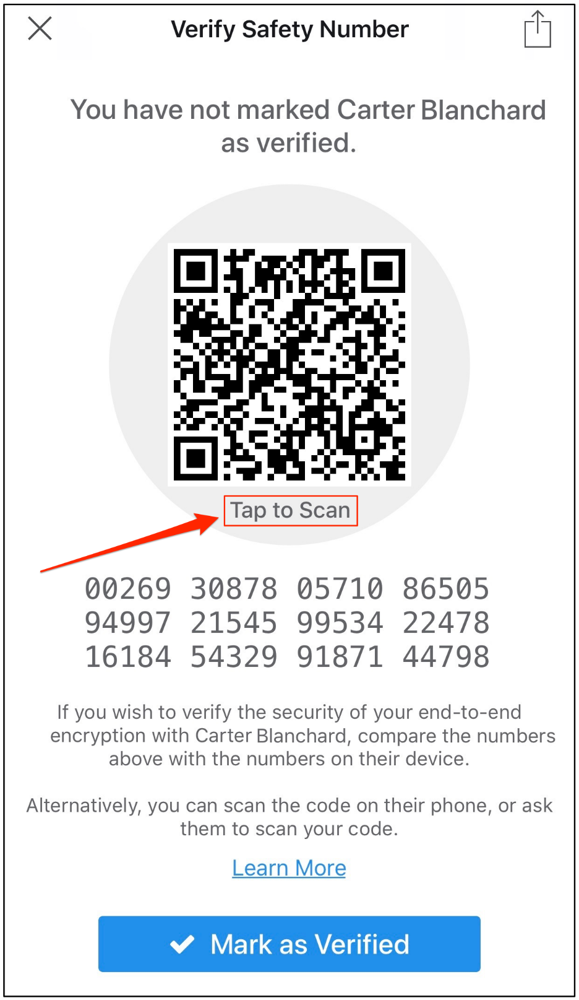 Verify Safety Number
You have not marked Carter Blanchard
as verified.
Tap to Scan
00269 30878 05710 86505
94997 21545 99534 22478
16184 54329 91871 44798
If you wish to verify the security of your end-to-end
encryption with Carter Blanchard, compare the numbers
above with the numbers on their device.
Alternatively, you can scan the code on their phone, or ask
them to scan your code.
Learn More
Mark as Verified